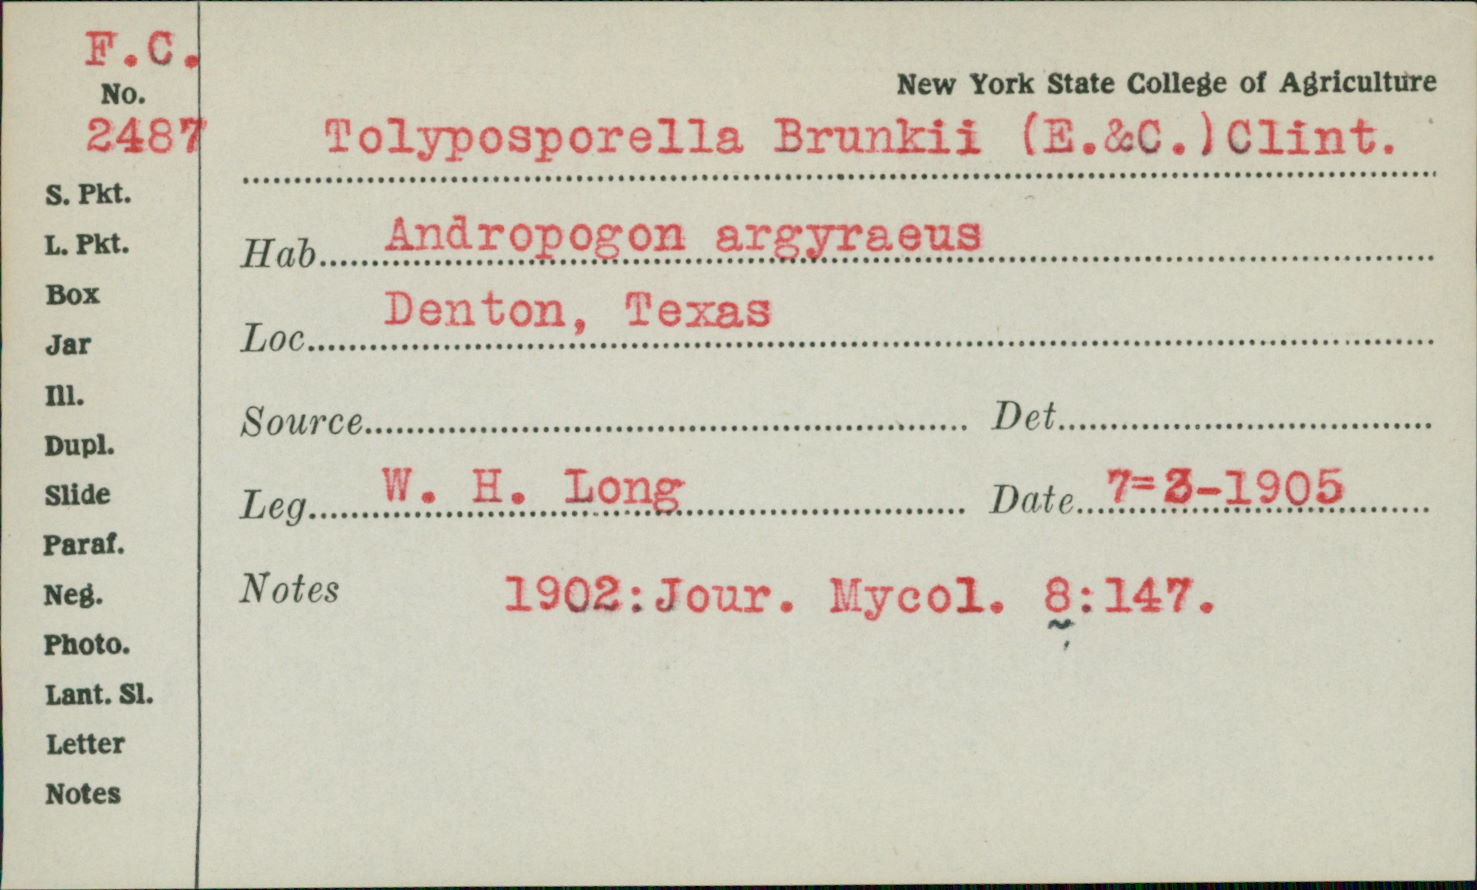 F.C.
No.
2487
New York State College of Agriculture
Tolyposporella Brunkii (E.&C.)Clint.
S. Pkt.
L. Pkt.
Box
Jar
Ill.
Dupl.
Slide
Paraf.
Neg.
Photo.
Lant. Sl.
Letter
Notes
Hab. Andropogon argyraeus
Loc. Denton, Texas
Source Det.
Leg. W. H. Long Date 7=3-1905
Notes 1902:Jour. Mycol. 8:147.